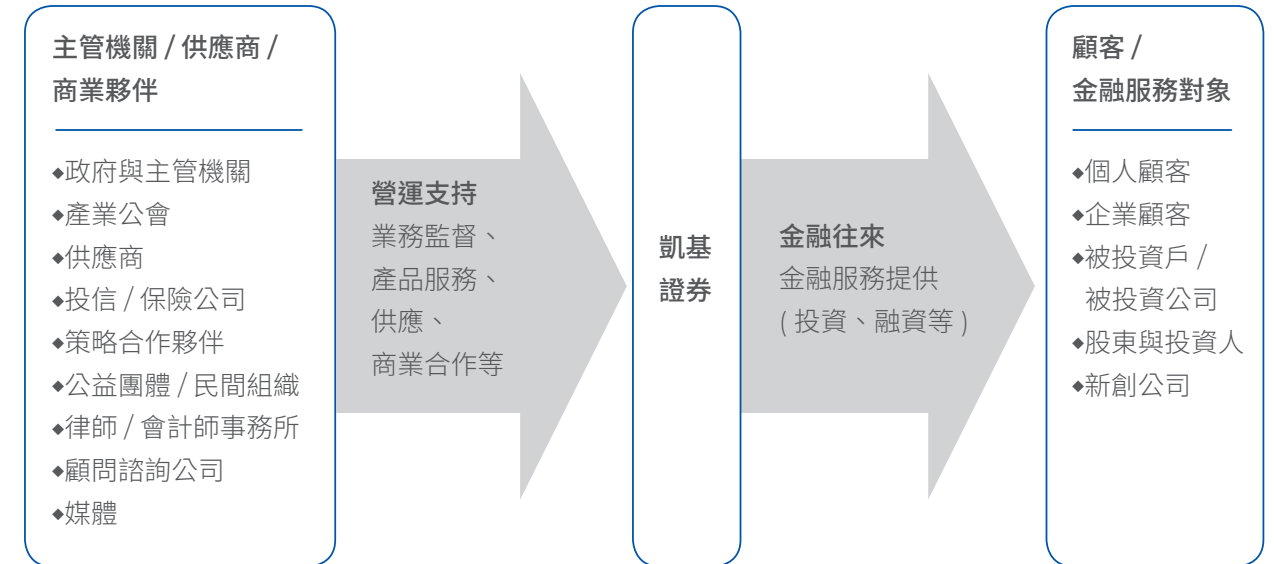 主管機關 / 供應商 /
商業夥伴
◆政府與主管機關
◆產業公會
◆供應商
◆投信 / 保險公司
◆策略合作夥伴
◆公益團體 / 民間組織
◆律師 / 會計師事務所
◆顧問諮詢公司
◆媒體
營運支持
業務監督、
產品服務、
供應、
商業合作等
凱基
證券
金融往來
金融服務提供
( 投資、融資等 )
顧客 /
金融服務對象
◆個人顧客
◆企業顧客
◆被投資戶 /
被投資公司
◆股東與投資人
◆新創公司